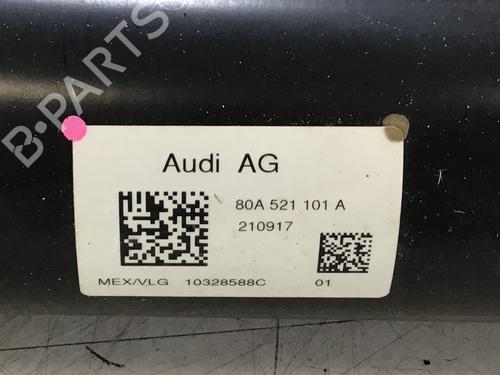 B-PARTS
Audi AG
80A 521 101 A
210917
MEX/VLG 10328588C 01